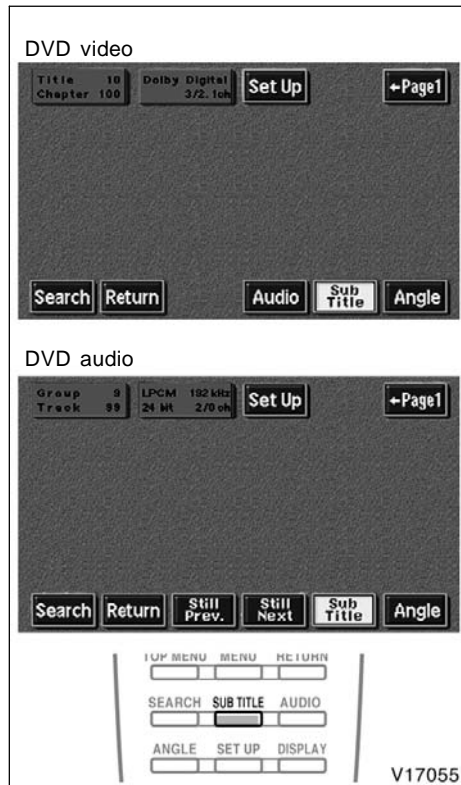 DVD video
Title 10 Dolby Digital Set Up ←Page1
Chapter 100 3/2.1ch
Search Return Audio Sub Title Angle
DVD audio
Group 9 LPCM 192 kHz Set Up ←Page1
Track 99 24 bit 2/0 ch
Search Return Still Prev. Still Next Sub Title Angle
TOP MENU MENU RETURN
SEARCH SUB TITLE AUDIO
ANGLE SET UP DISPLAY
V17055